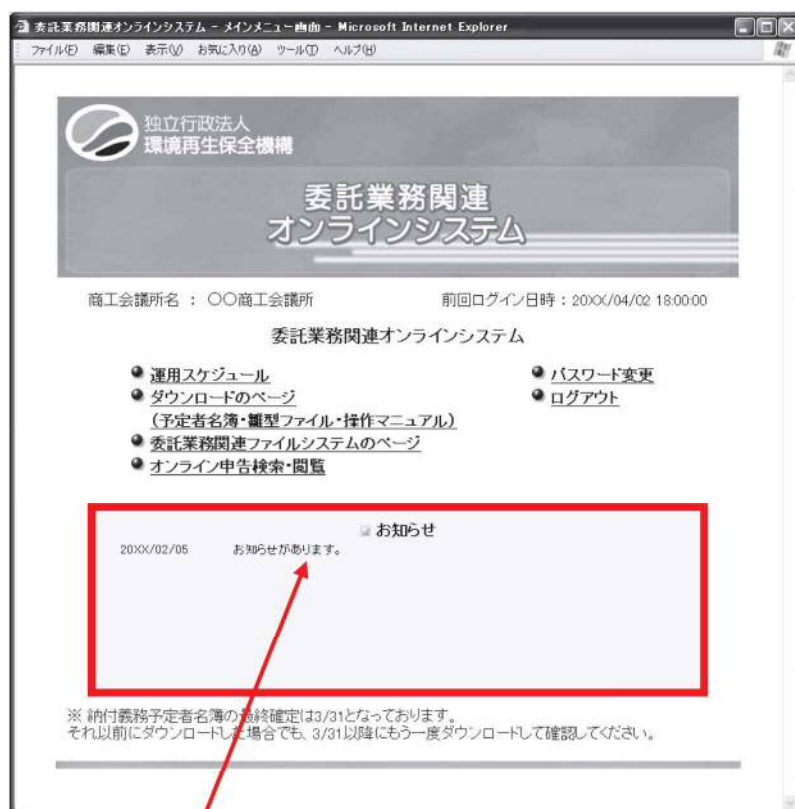 委託業務関連オンラインシステム - メインメニュー画面 - Microsoft Internet Explorer
ファイル(F) 編集(E) 表示(V) お気に入り(A) ツール(T) ヘルプ(H)
独立行政法人
環境再生保全機構
委託業務関連
オンラインシステム
商工会議所名 : 〇〇商工会議所 前回ログイン日時:20XX/04/02 18:00:00
委託業務関連オンラインシステム
運用スケジュール パスワード変更
ダウンロードのページ ログアウト
(予定者名簿・雛型ファイル・操作マニュアル)
委託業務関連ファイルシステムのページ
オンライン申告検索・閲覧
お知らせ
20XX/02/05 お知らせがあります。
※ 納付義務予定者名簿の最終確定は3/31となっております。
それ以前にダウンロードした場合でも、3/31以降にもう一度ダウンロードして確認してください。